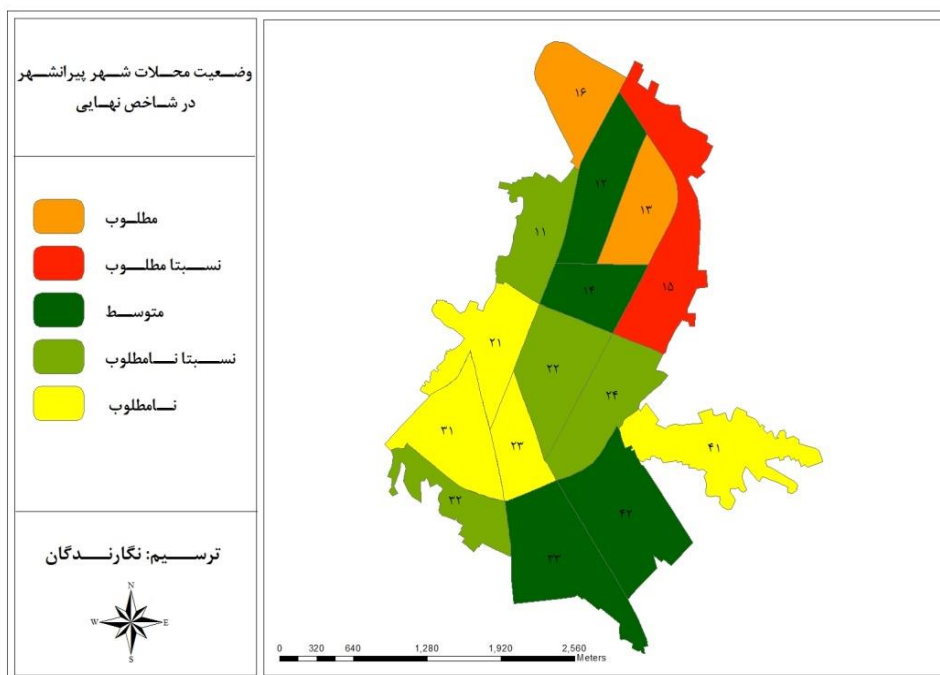 وضعیت محلات شهر پیرانشهر
در شاخص نهایی
مطلوب
نسبتا مطلوب
متوسط
نسبتا نامطلوب
نامطلوب
ترسیم: نگارندگان
N
W E
S
۱۶
۱۲
۱۳
۱۱
۱۴
۱۵
۲۱
۲۲
۲۴
۳۱
۲۳
۴۱
۳۲
۴۲
۳۳
0 320 640 1,280 1,920 2,560
Meters